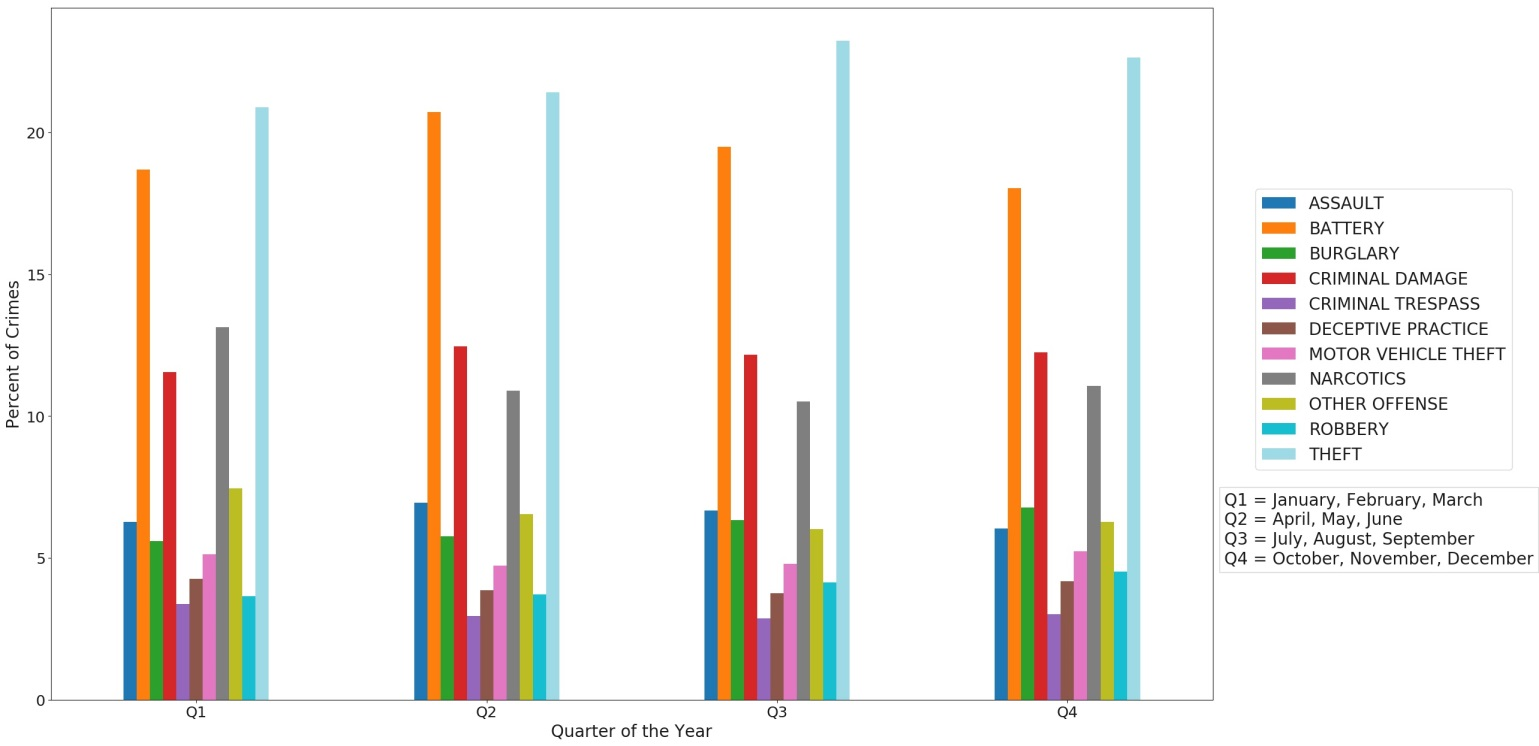 20
15
10
5
0
Percent of Crimes
Q1
Q2
Q3
Q4
Quarter of the Year
ASSAULT
BATTERY
BURGLARY
CRIMINAL DAMAGE
CRIMINAL TRESPASS
DECEPTIVE PRACTICE
MOTOR VEHICLE THEFT
NARCOTICS
OTHER OFFENSE
ROBBERY
THEFT
Q1 = January, February, March
Q2 = April, May, June
Q3 = July, August, September
Q4 = October, November, December